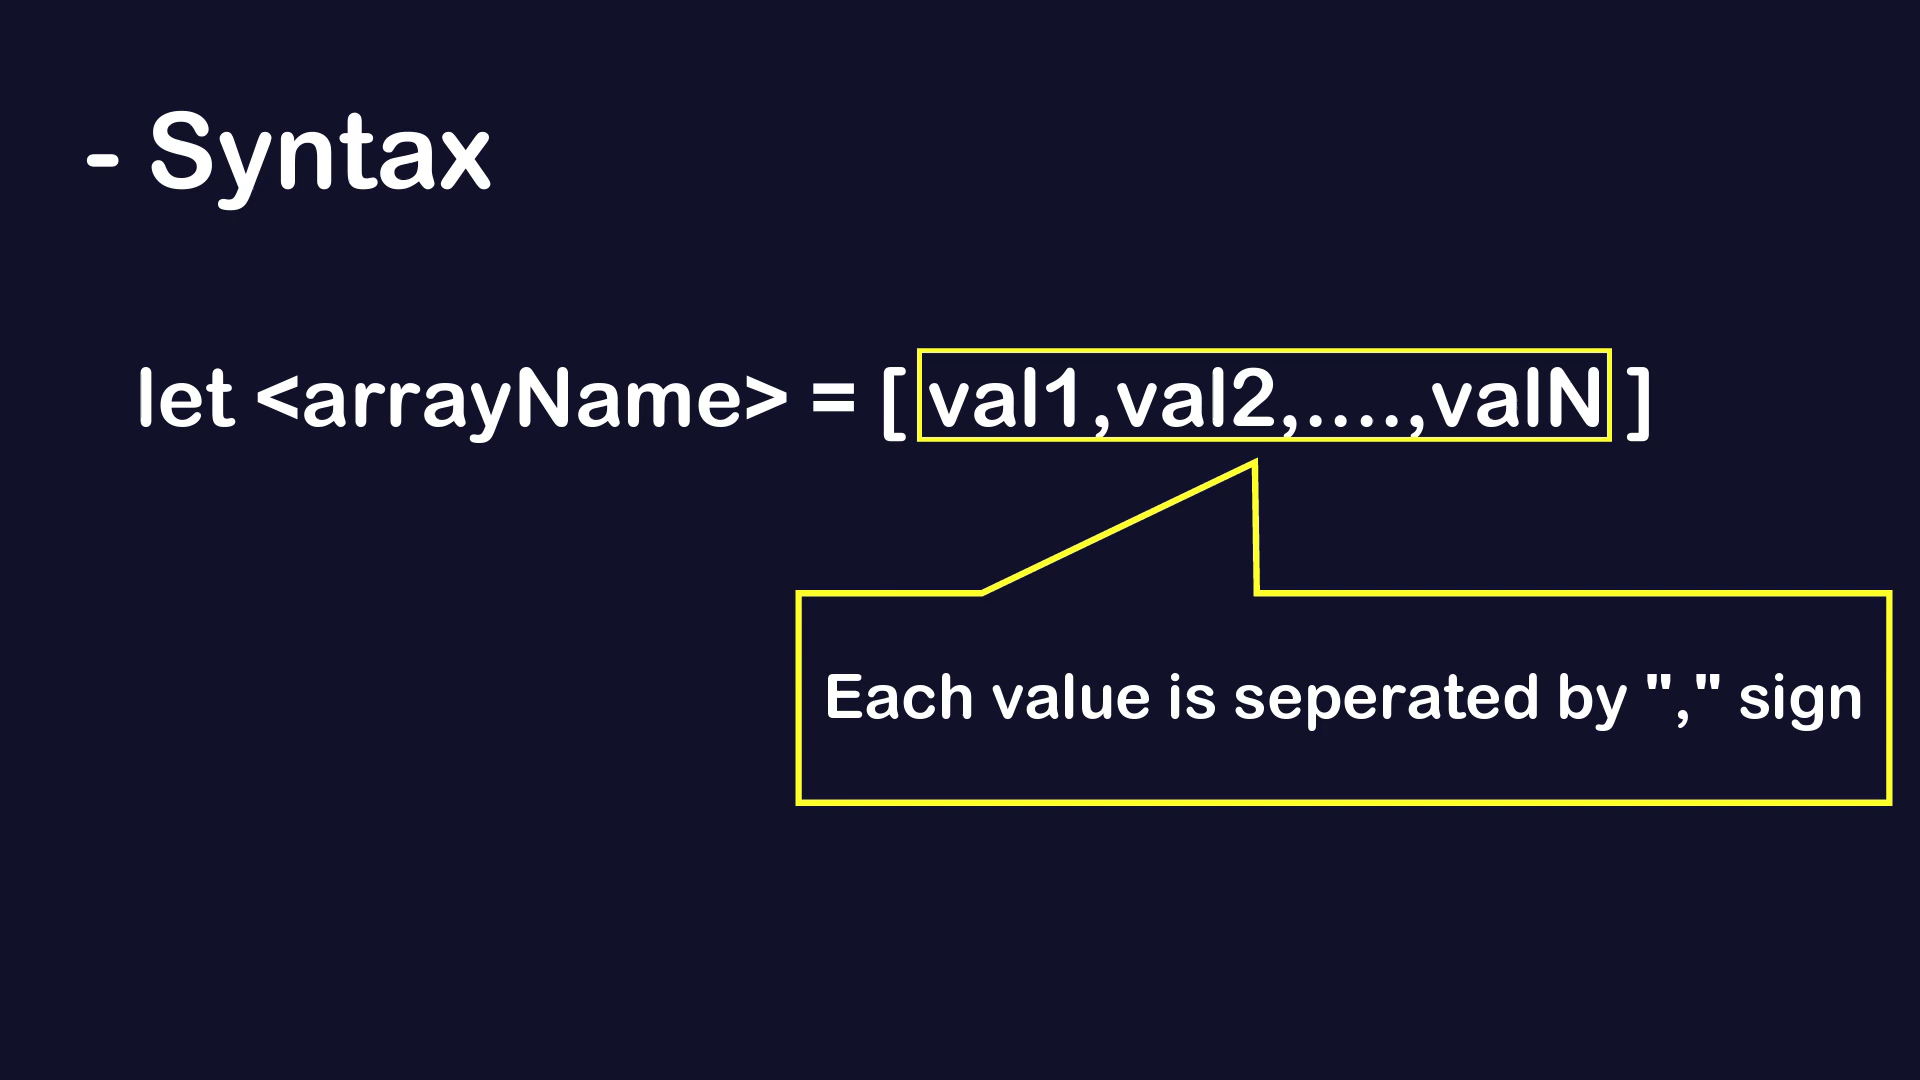 - Syntax
let <arrayName> = [ val1,val2,....,valN ]
Each value is seperated by "," sign